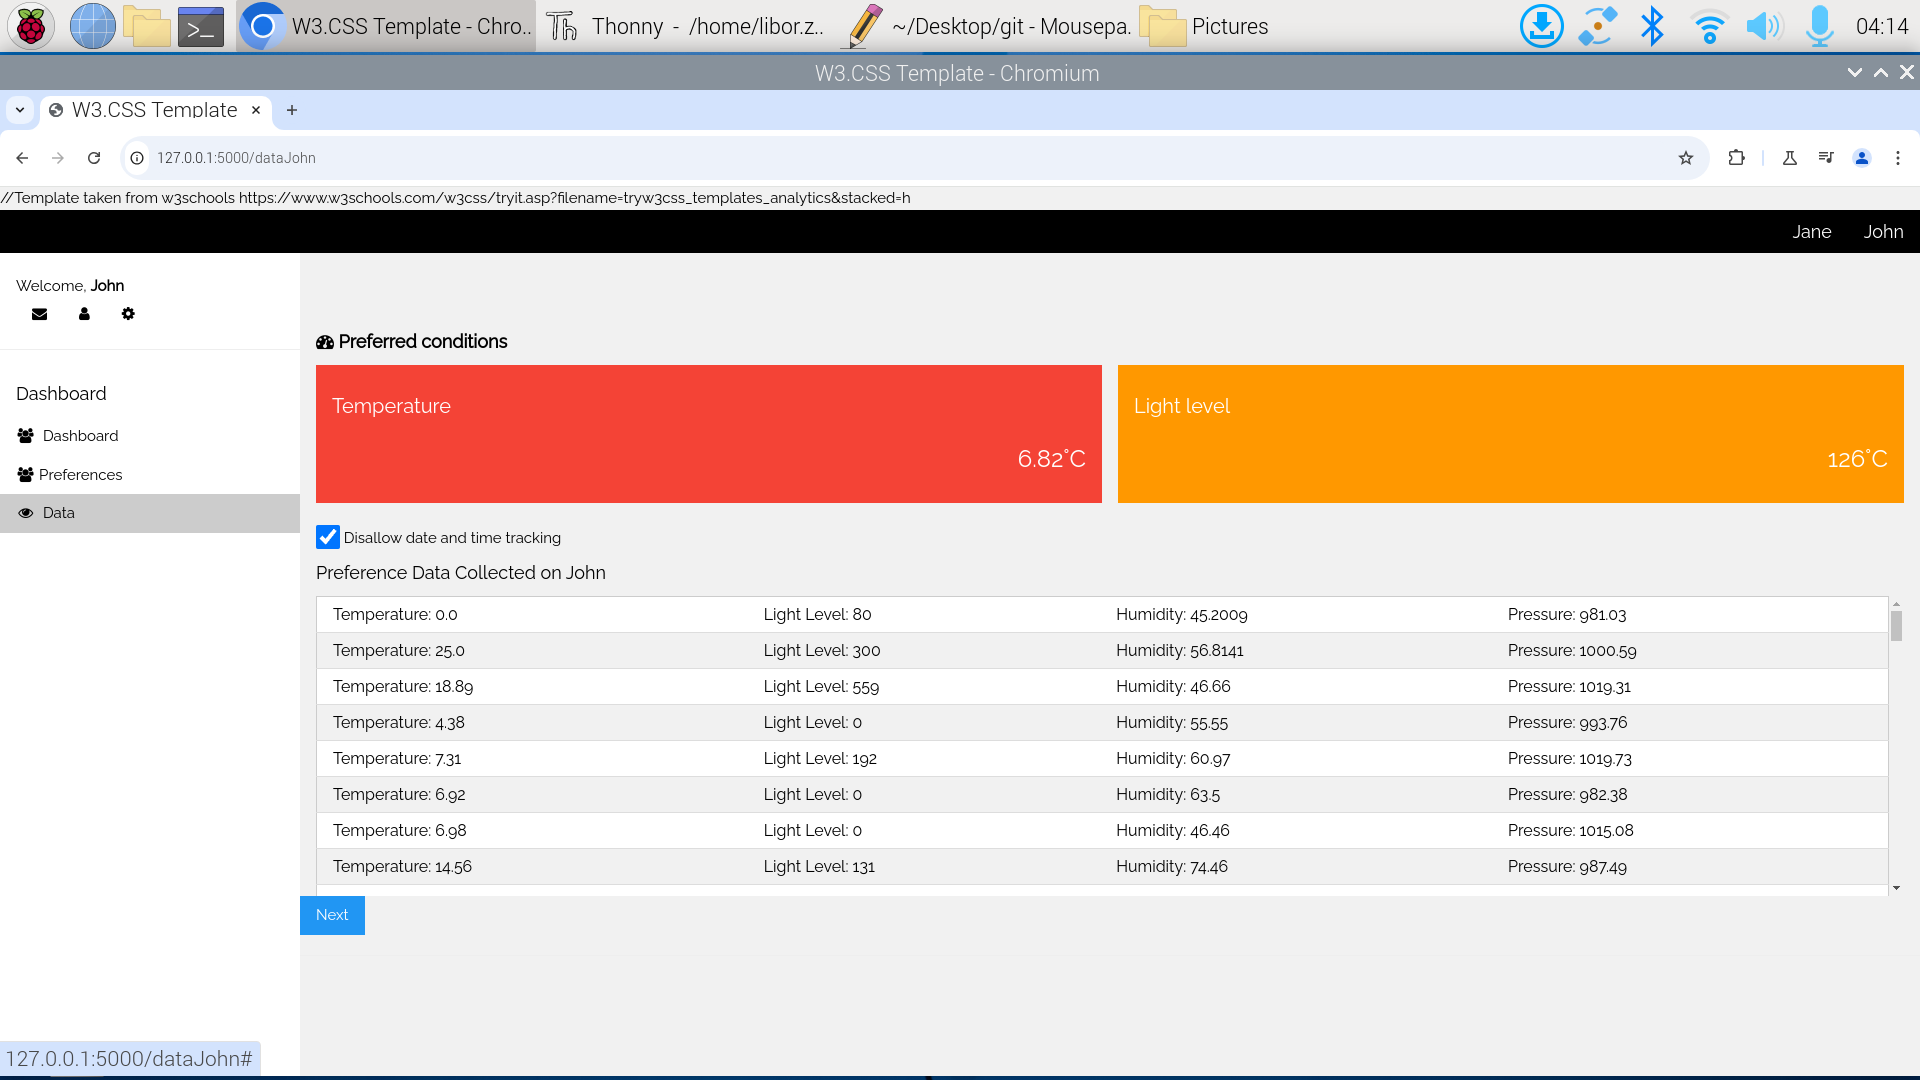 W3.CSS Template - Chro.. Thonny - /home/libor.z.. ~/Desktop/git - Mousepa. Pictures 04:14
W3.CSS Template - Chromium
W3.CSS Template
127.0.0.1:5000/dataJohn
//Template taken from w3schools https://www.w3schools.com/w3css/tryit.asp?filename=tryw3css_templates_analytics&stacked=h
Jane John
Welcome, John
Dashboard
Dashboard
Preferences
Data
Preferred conditions
Temperature
6.82°C
Light level
126°C
Disallow date and time tracking
Preference Data Collected on John
Temperature: 0.0 Light Level: 80 Humidity: 45.2009 Pressure: 981.03
Temperature: 25.0 Light Level: 300 Humidity: 56.8141 Pressure: 1000.59
Temperature: 18.89 Light Level: 559 Humidity: 46.66 Pressure: 1019.31
Temperature: 4.38 Light Level: 0 Humidity: 55.55 Pressure: 993.76
Temperature: 7.31 Light Level: 192 Humidity: 60.97 Pressure: 1019.73
Temperature: 6.92 Light Level: 0 Humidity: 63.5 Pressure: 982.38
Temperature: 6.98 Light Level: 0 Humidity: 46.46 Pressure: 1015.08
Temperature: 14.56 Light Level: 131 Humidity: 74.46 Pressure: 987.49
Next
127.0.0.1:5000/dataJohn#